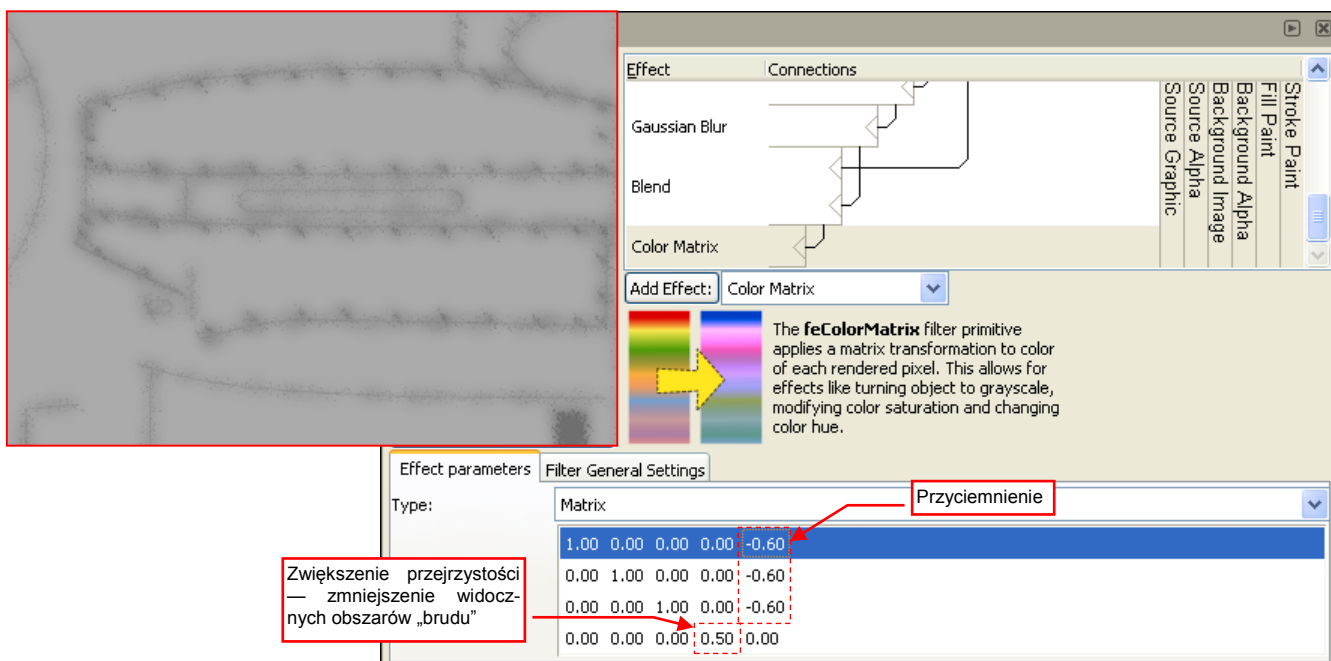 Effect Connections
Gaussian Blur
Blend
Color Matrix
Stroke Paint
Fill Paint
Background Alpha
Background Image
Source Alpha
Source Graphic
Add Effect: Color Matrix
The feColorMatrix filter primitive
applies a matrix transformation to color
of each rendered pixel. This allows for
effects like turning object to grayscale,
modifying color saturation and changing
color hue.
Effect parameters Filter General Settings
Type: Matrix
Przyciemnienie
1.00 0.00 0.00 0.00 -0.60
0.00 1.00 0.00 0.00 -0.60
0.00 0.00 1.00 0.00 -0.60
0.00 0.00 0.00 0.50 0.00
Zwiększenie przejrzystości
— zmniejszenie widocz-
nych obszarów „brudu”